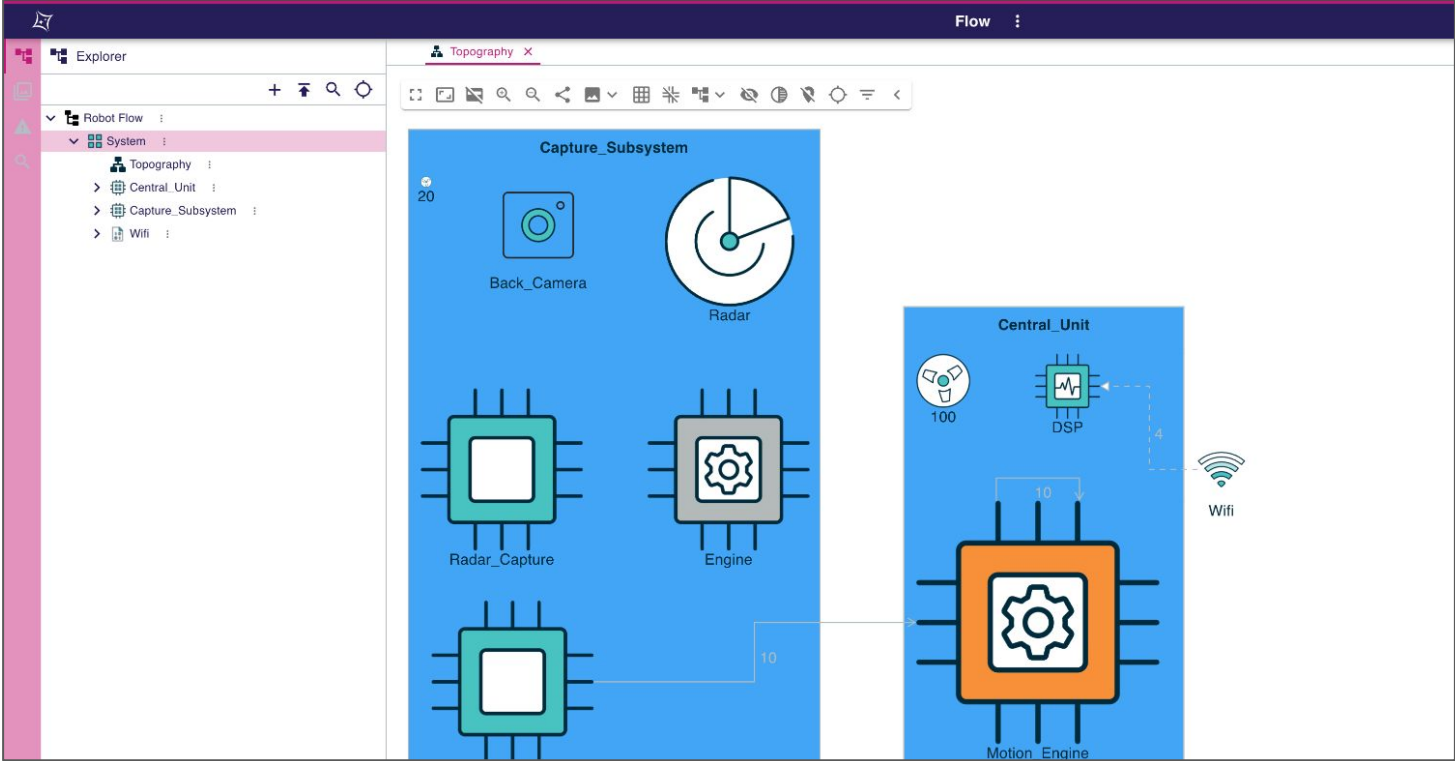 Flow
Explorer
Topography
Robot Flow
System
Topography
Central_Unit
Capture_Subsystem
Wifi
Capture_Subsystem
20
Back_Camera
Radar
Central_Unit
100
DSP
4
Wifi
10
Radar_Capture
Engine
10
Motion_Engine